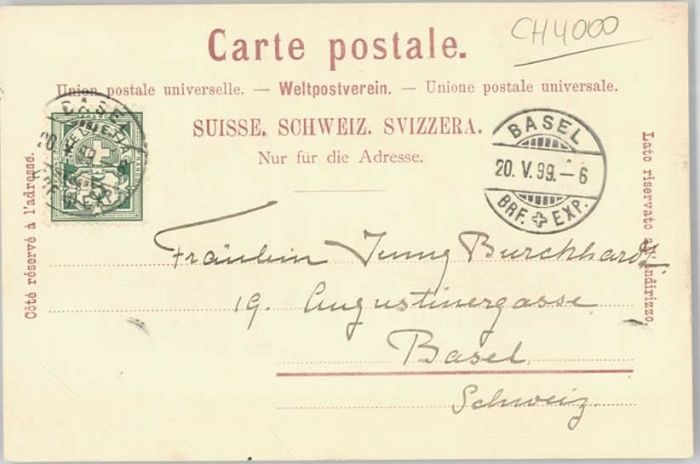 CH4000
Carte postale.
Union postale universelle. — Weltpostverein. — Unione postale universale.
SUISSE. SCHWEIZ. SVIZZERA.
Nur für die Adresse.
BASEL
20. V. 99. – 6
BRF. EXP.
Côté réservé à l'adresse.
Lato riservato all'indirizzo.
Fräulein Jenny Burckhardt
19. Augustinergasse
Basel
Schweiz.